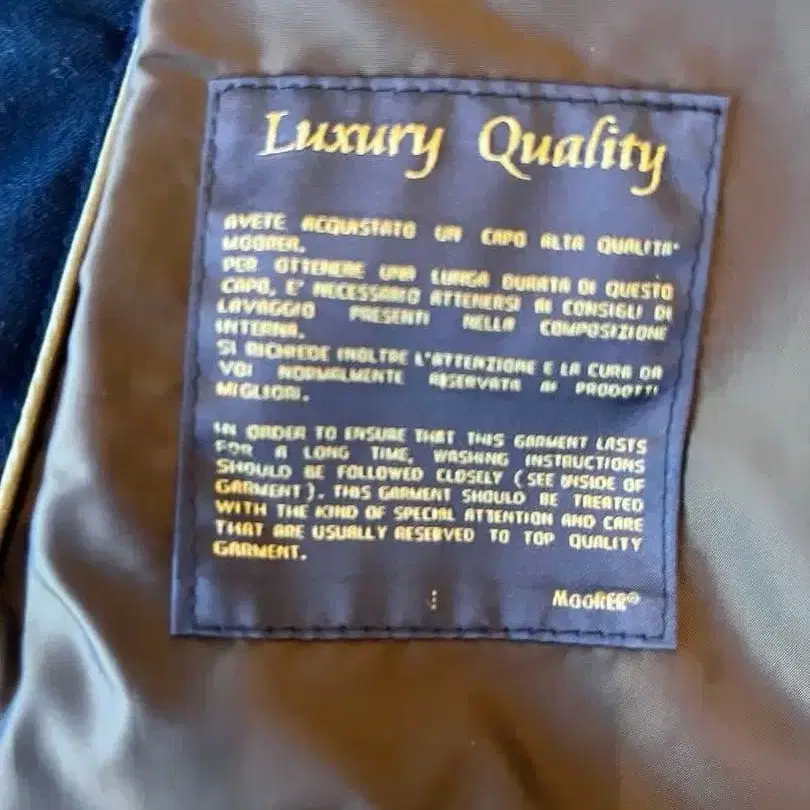 Luxury Quality
AVETE ACQUISTATO UN CAPO ALTA QUALITA'
MOORER.
PER OTTENERE UNA LUNGA DURATA DI QUESTO
CAPO, E' NECESSARIO ATTENERSI AI CONSIGLI DI
LAVAGGIO PRESENTI NELLA COMPOSIZIONE
INTERNA.
SI RICHIEDE INOLTRE L'ATTENZIONE E LA CURA DA
VOI NORMALMENTE RISERVATA AI PRODOTTI
MIGLIORI.
IN ORDER TO ENSURE THAT THIS GARMENT LASTS
FOR A LONG TIME, WASHING INSTRUCTIONS
SHOULD BE FOLLOWED CLOSELY (SEE INSIDE OF
GARMENT). THIS GARMENT SHOULD BE TREATED
WITH THE KIND OF SPECIAL ATTENTION AND CARE
THAT ARE USUALLY RESERVED TO TOP QUALITY
GARMENT.
MOORER®